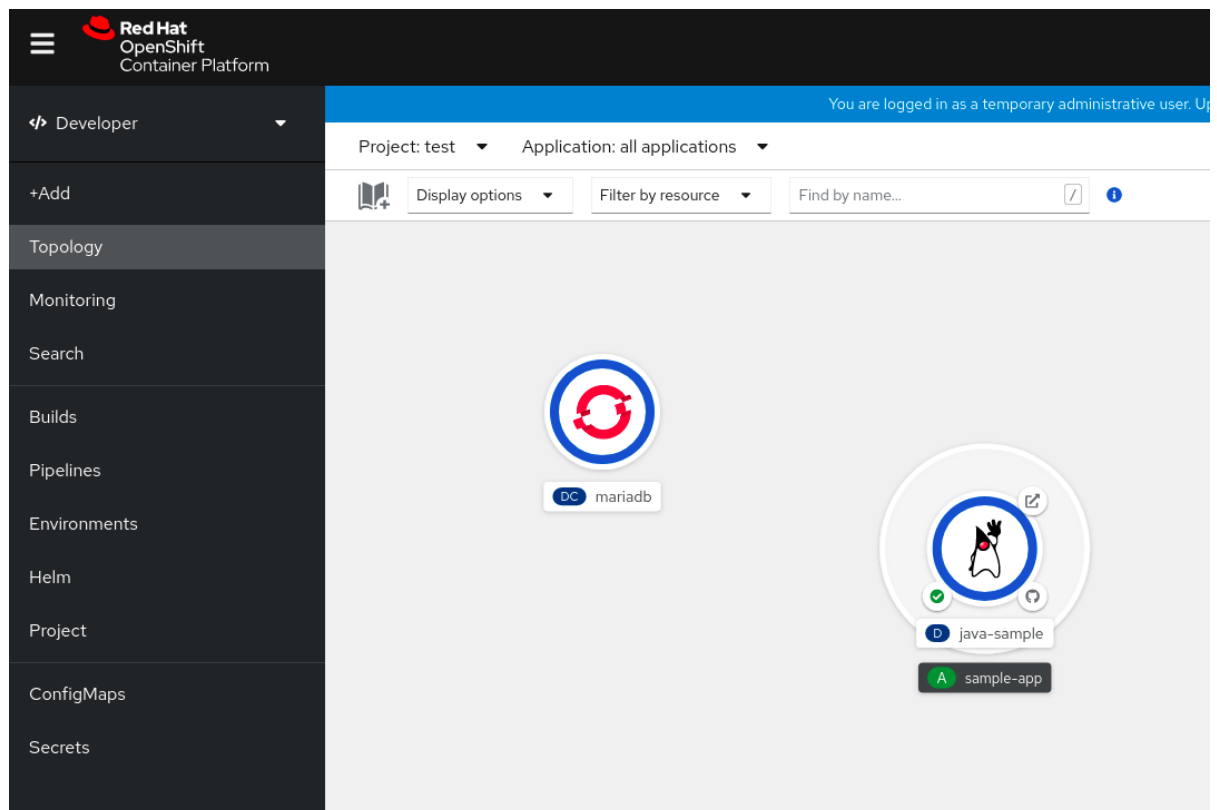 Red Hat
OpenShift
Container Platform
You are logged in as a temporary administrative user. Up
Developer
Project: test
Application: all applications
Display options
Filter by resource
Find by name...
/
+Add
Topology
Monitoring
Search
Builds
Pipelines
Environments
Helm
Project
ConfigMaps
Secrets
DC mariadb
D java-sample
A sample-app